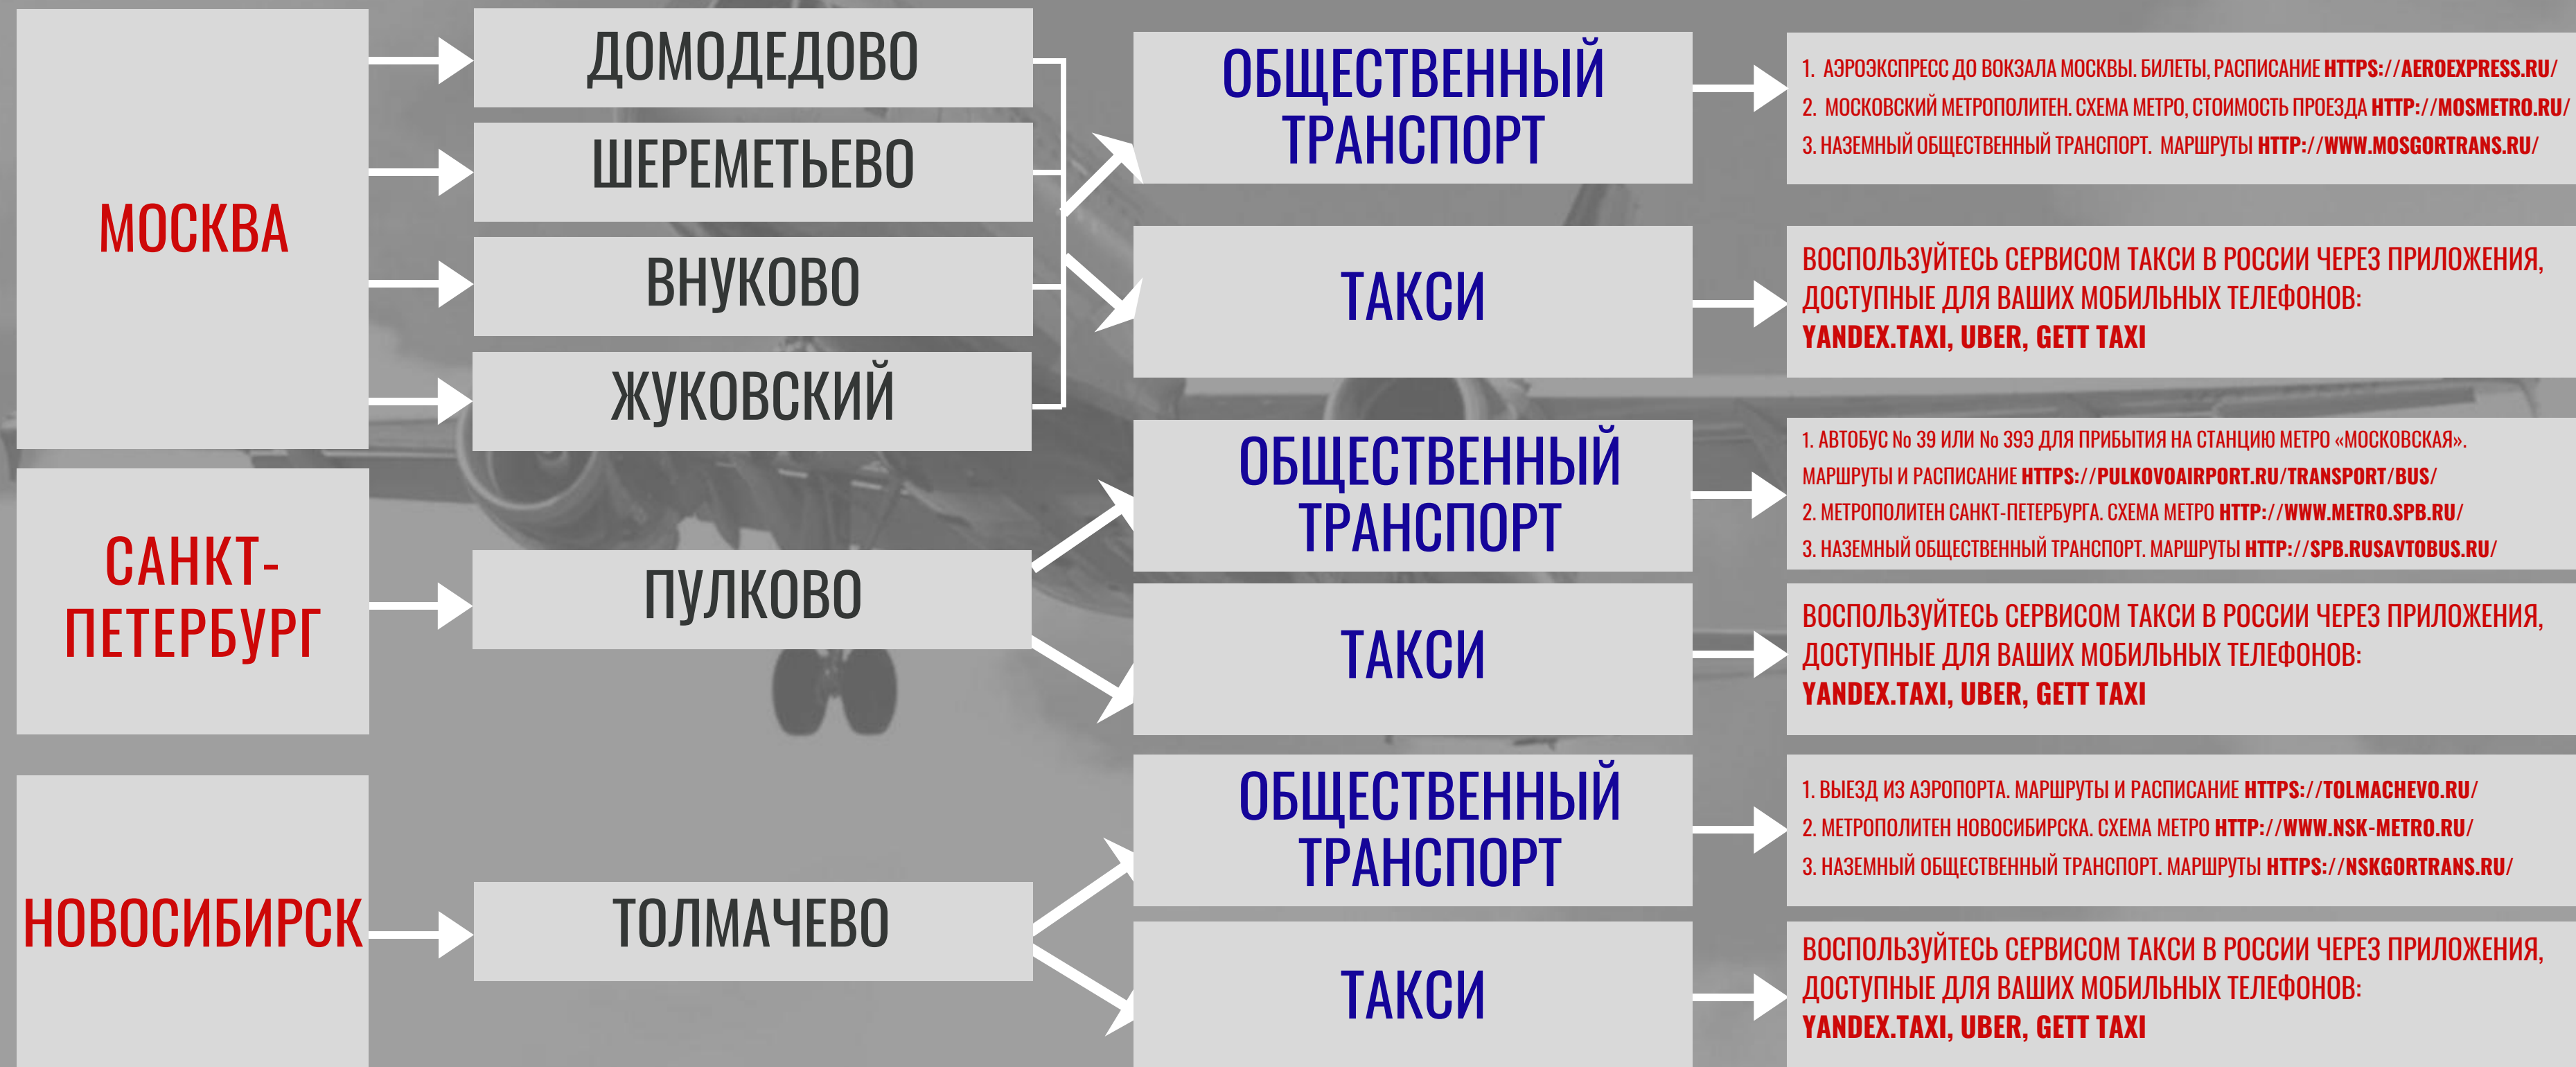 МОСКВА
ДОМОДЕДОВО
ШЕРЕМЕТЬЕВО
ВНУКОВО
ЖУКОВСКИЙ
ОБЩЕСТВЕННЫЙ
ТРАНСПОРТ
1. АЭРОЭКСПРЕСС ДО ВОКЗАЛА МОСКВЫ. БИЛЕТЫ, РАСПИСАНИЕ HTTPS://AEROEXPRESS.RU/
2. МОСКОВСКИЙ МЕТРОПОЛИТЕН. СХЕМА МЕТРО, СТОИМОСТЬ ПРОЕЗДА HTTP://MOSMETRO.RU/
3. НАЗЕМНЫЙ ОБЩЕСТВЕННЫЙ ТРАНСПОРТ. МАРШРУТЫ HTTP://WWW.MOSGORTRANS.RU/
ТАКСИ
ВОСПОЛЬЗУЙТЕСЬ СЕРВИСОМ ТАКСИ В РОССИИ ЧЕРЕЗ ПРИЛОЖЕНИЯ,
ДОСТУПНЫЕ ДЛЯ ВАШИХ МОБИЛЬНЫХ ТЕЛЕФОНОВ:
YANDEX.TAXI, UBER, GETT TAXI
САНКТ-
ПЕТЕРБУРГ
ПУЛКОВО
ОБЩЕСТВЕННЫЙ
ТРАНСПОРТ
1. АВТОБУС No 39 ИЛИ No 39Э ДЛЯ ПРИБЫТИЯ НА СТАНЦИЮ МЕТРО «МОСКОВСКАЯ».
МАРШРУТЫ И РАСПИСАНИЕ HTTPS://PULKOVOAIRPORT.RU/TRANSPORT/BUS/
2. МЕТРОПОЛИТЕН САНКТ-ПЕТЕРБУРГА. СХЕМА МЕТРО HTTP://WWW.METRO.SPB.RU/
3. НАЗЕМНЫЙ ОБЩЕСТВЕННЫЙ ТРАНСПОРТ. МАРШРУТЫ HTTP://SPB.RUSAVTOBUS.RU/
ТАКСИ
ВОСПОЛЬЗУЙТЕСЬ СЕРВИСОМ ТАКСИ В РОССИИ ЧЕРЕЗ ПРИЛОЖЕНИЯ,
ДОСТУПНЫЕ ДЛЯ ВАШИХ МОБИЛЬНЫХ ТЕЛЕФОНОВ:
YANDEX.TAXI, UBER, GETT TAXI
НОВОСИБИРСК
ТОЛМАЧЕВО
ОБЩЕСТВЕННЫЙ
ТРАНСПОРТ
1. ВЫЕЗД ИЗ АЭРОПОРТА. МАРШРУТЫ И РАСПИСАНИЕ HTTPS://TOLMACHEVO.RU/
2. МЕТРОПОЛИТЕН НОВОСИБИРСКА. СХЕМА МЕТРО HTTP://WWW.NSK-METRO.RU/
3. НАЗЕМНЫЙ ОБЩЕСТВЕННЫЙ ТРАНСПОРТ. МАРШРУТЫ HTTPS://NSKGORTRANS.RU/
ТАКСИ
ВОСПОЛЬЗУЙТЕСЬ СЕРВИСОМ ТАКСИ В РОССИИ ЧЕРЕЗ ПРИЛОЖЕНИЯ,
ДОСТУПНЫЕ ДЛЯ ВАШИХ МОБИЛЬНЫХ ТЕЛЕФОНОВ:
YANDEX.TAXI, UBER, GETT TAXI